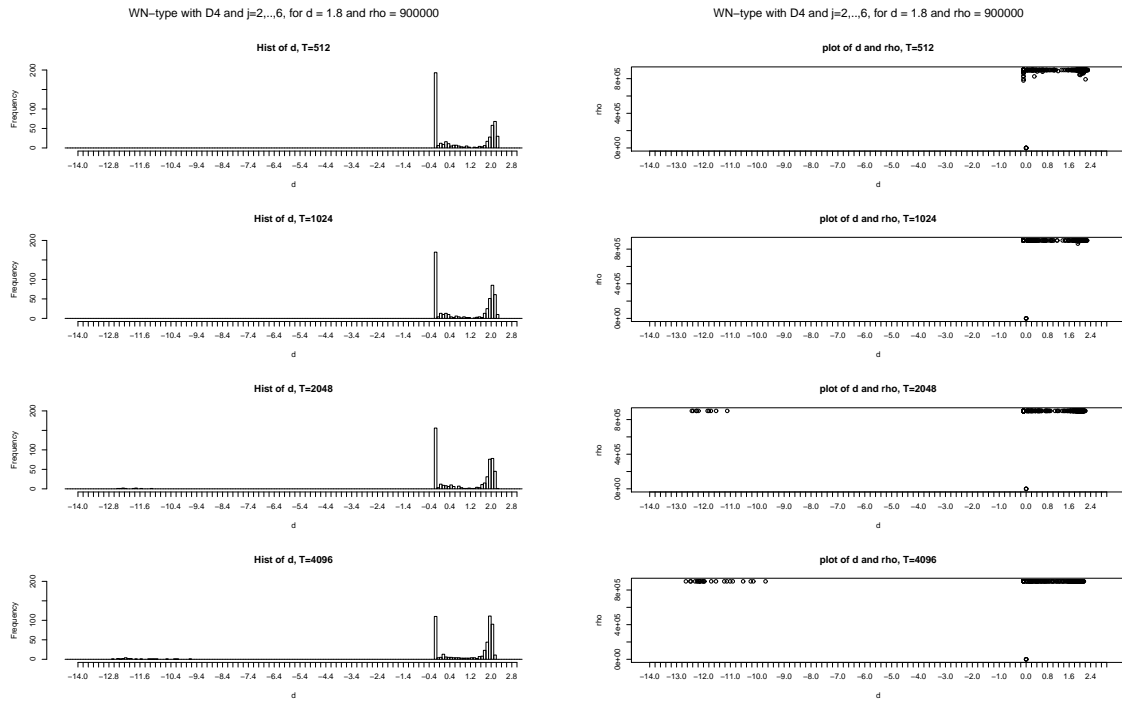 WN−type with D4 and j=2,..,6, for d = 1.8 and rho = 900000
Hist of d, T=512
Frequency
0 50 100 200
−14.0 −12.8 −11.6 −10.4 −9.4 −8.4 −7.4 −6.4 −5.4 −4.4 −3.4 −2.4 −1.4 −0.4 0.4 1.2 2.0 2.8
d
Hist of d, T=1024
Frequency
0 50 100 200
−14.0 −12.8 −11.6 −10.4 −9.4 −8.4 −7.4 −6.4 −5.4 −4.4 −3.4 −2.4 −1.4 −0.4 0.4 1.2 2.0 2.8
d
Hist of d, T=2048
Frequency
0 50 100 200
−14.0 −12.8 −11.6 −10.4 −9.4 −8.4 −7.4 −6.4 −5.4 −4.4 −3.4 −2.4 −1.4 −0.4 0.4 1.2 2.0 2.8
d
Hist of d, T=4096
Frequency
0 50 100 200
−14.0 −12.8 −11.6 −10.4 −9.4 −8.4 −7.4 −6.4 −5.4 −4.4 −3.4 −2.4 −1.4 −0.4 0.4 1.2 2.0 2.8
d
WN−type with D4 and j=2,..,6, for d = 1.8 and rho = 900000
plot of d and rho, T=512
rho
0e+00 4e+05 8e+05
−14.0 −13.0 −12.0 −11.0 −10.0 −9.0 −8.0 −7.0 −6.0 −5.0 −4.0 −3.0 −2.0 −1.0 0.0 0.8 1.6 2.4
d
plot of d and rho, T=1024
rho
0e+00 4e+05 8e+05
−14.0 −13.0 −12.0 −11.0 −10.0 −9.0 −8.0 −7.0 −6.0 −5.0 −4.0 −3.0 −2.0 −1.0 0.0 0.8 1.6 2.4
d
plot of d and rho, T=2048
rho
0e+00 4e+05 8e+05
−14.0 −13.0 −12.0 −11.0 −10.0 −9.0 −8.0 −7.0 −6.0 −5.0 −4.0 −3.0 −2.0 −1.0 0.0 0.8 1.6 2.4
d
plot of d and rho, T=4096
rho
0e+00 4e+05 8e+05
−14.0 −13.0 −12.0 −11.0 −10.0 −9.0 −8.0 −7.0 −6.0 −5.0 −4.0 −3.0 −2.0 −1.0 0.0 0.8 1.6 2.4
d